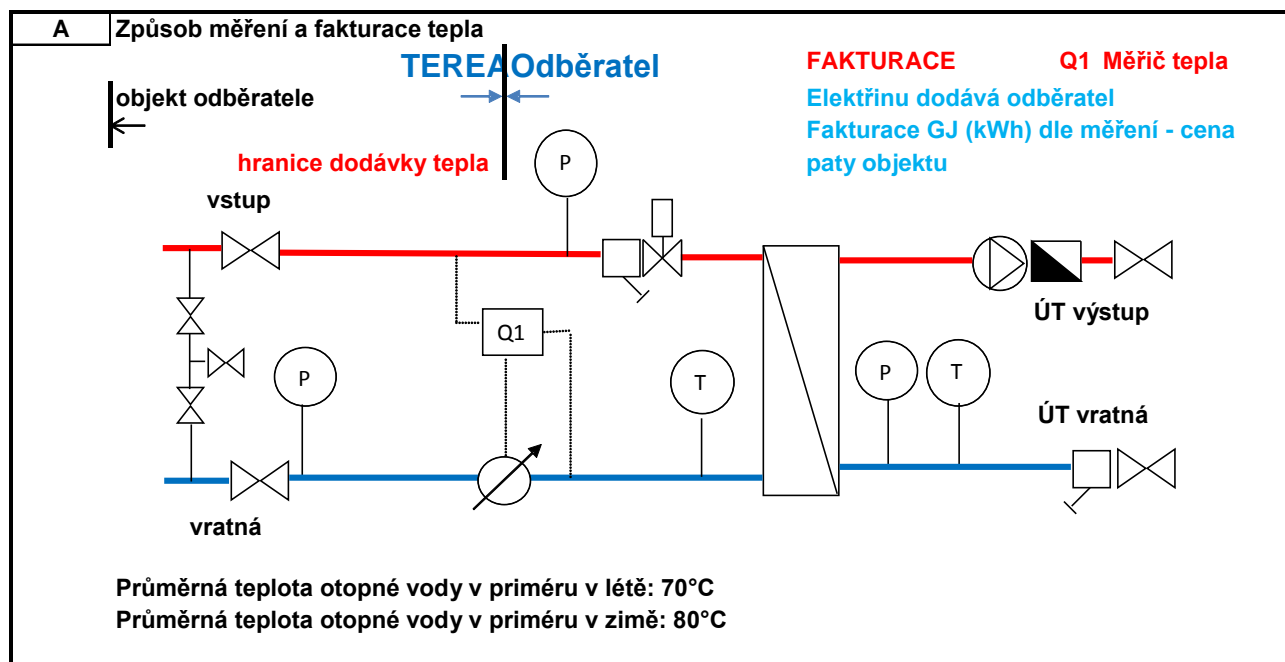 A
Způsob měření a fakturace tepla
TEREA Odběratel
FAKTURACE Q1 Měřič tepla
Elektřinu dodává odběratel
Fakturace GJ (kWh) dle měření - cena
paty objektu
objekt odběratele
hranice dodávky tepla
P
vstup
Q1
ÚT výstup
P
T
P
T
ÚT vratná
vratná
Průměrná teplota otopné vody v priméru v létě: 70°C
Průměrná teplota otopné vody v priméru v zimě: 80°C